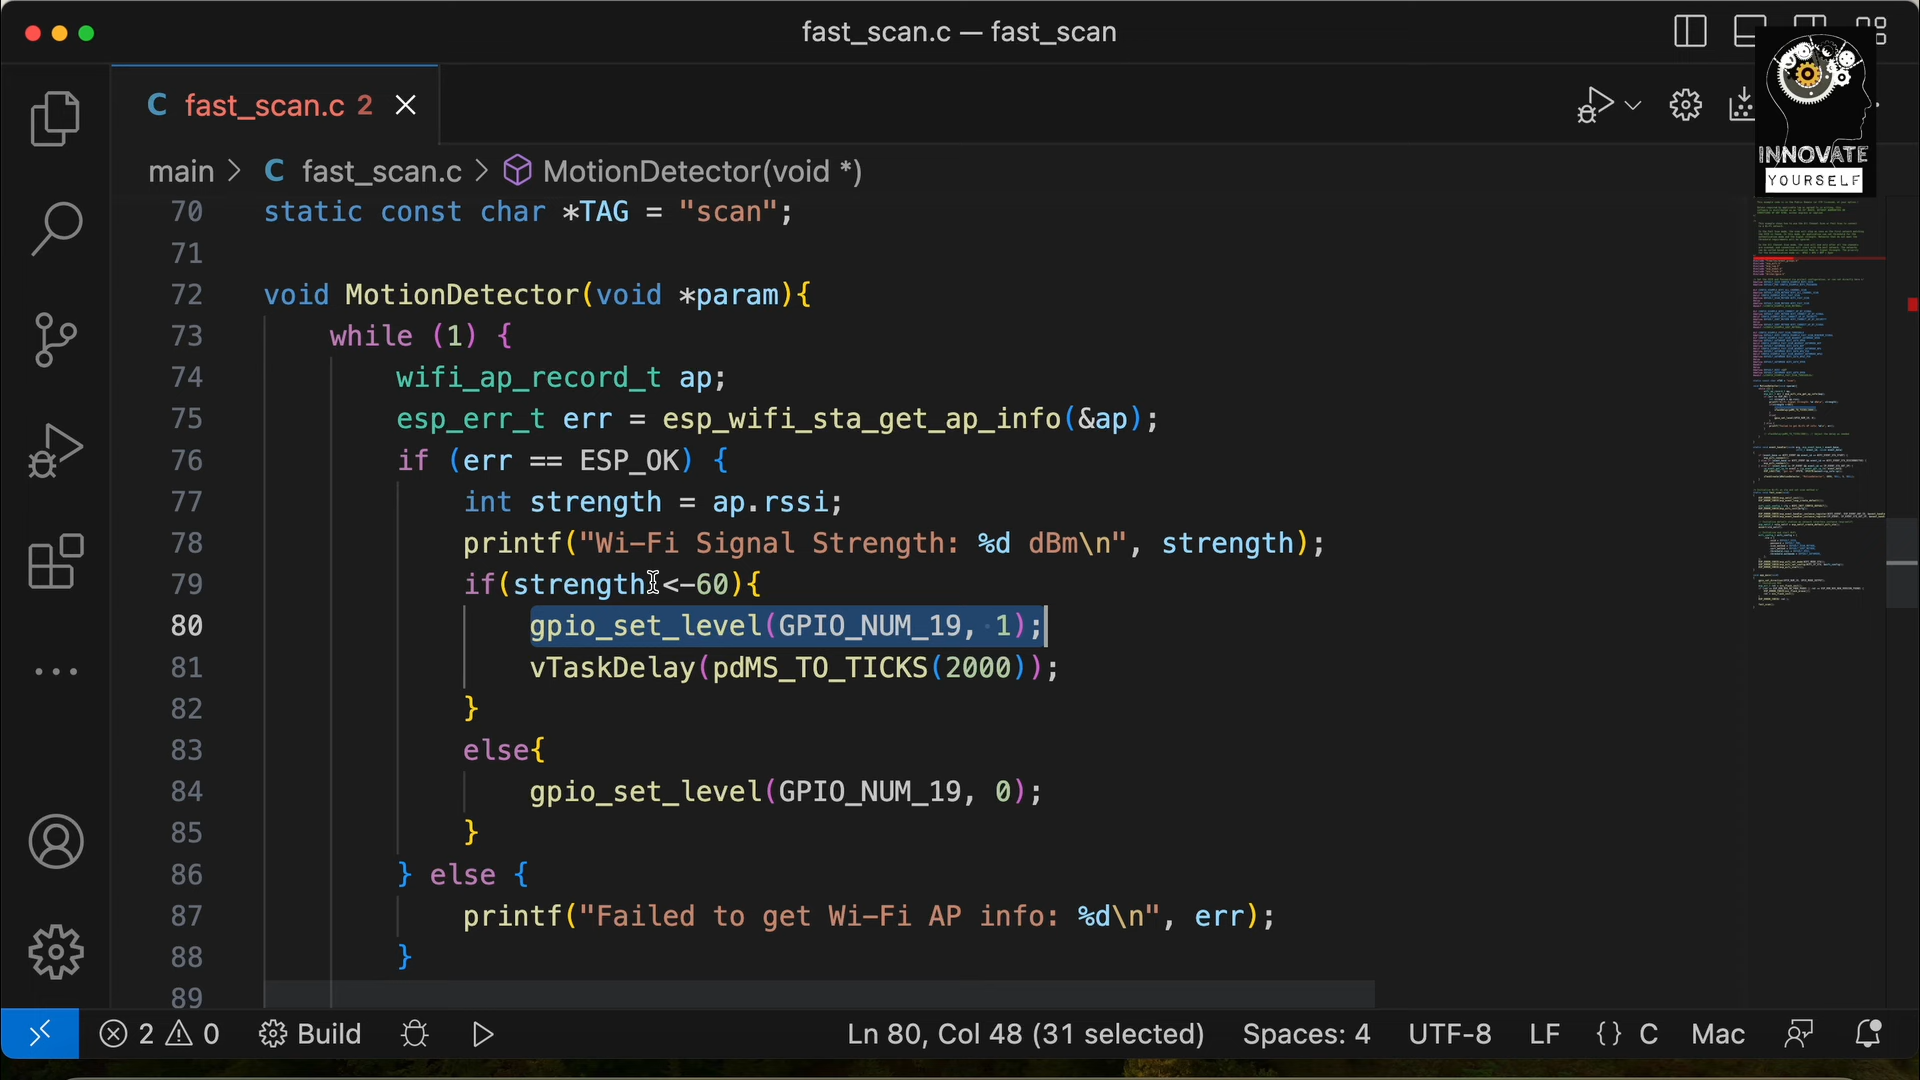 fast_scan.c — fast_scan
INNOVATE
YOURSELF
C fast_scan.c 2
main > C fast_scan.c > MotionDetector(void *)
70 static const char *TAG = "scan";
71
72 void MotionDetector(void *param){
73 while (1) {
74 wifi_ap_record_t ap;
75 esp_err_t err = esp_wifi_sta_get_ap_info(&ap);
76 if (err == ESP_OK) {
77 int strength = ap.rssi;
78 printf("Wi-Fi Signal Strength: %d dBm\n", strength);
79 if(strength<-60){
80 gpio_set_level(GPIO_NUM_19, 1);
81 vTaskDelay(pdMS_TO_TICKS(2000));
82 }
83 else{
84 gpio_set_level(GPIO_NUM_19, 0);
85 }
86 } else {
87 printf("Failed to get Wi-Fi AP info: %d\n", err);
88 }
89
2 0 Build Ln 80, Col 48 (31 selected) Spaces: 4 UTF-8 LF {} C Mac